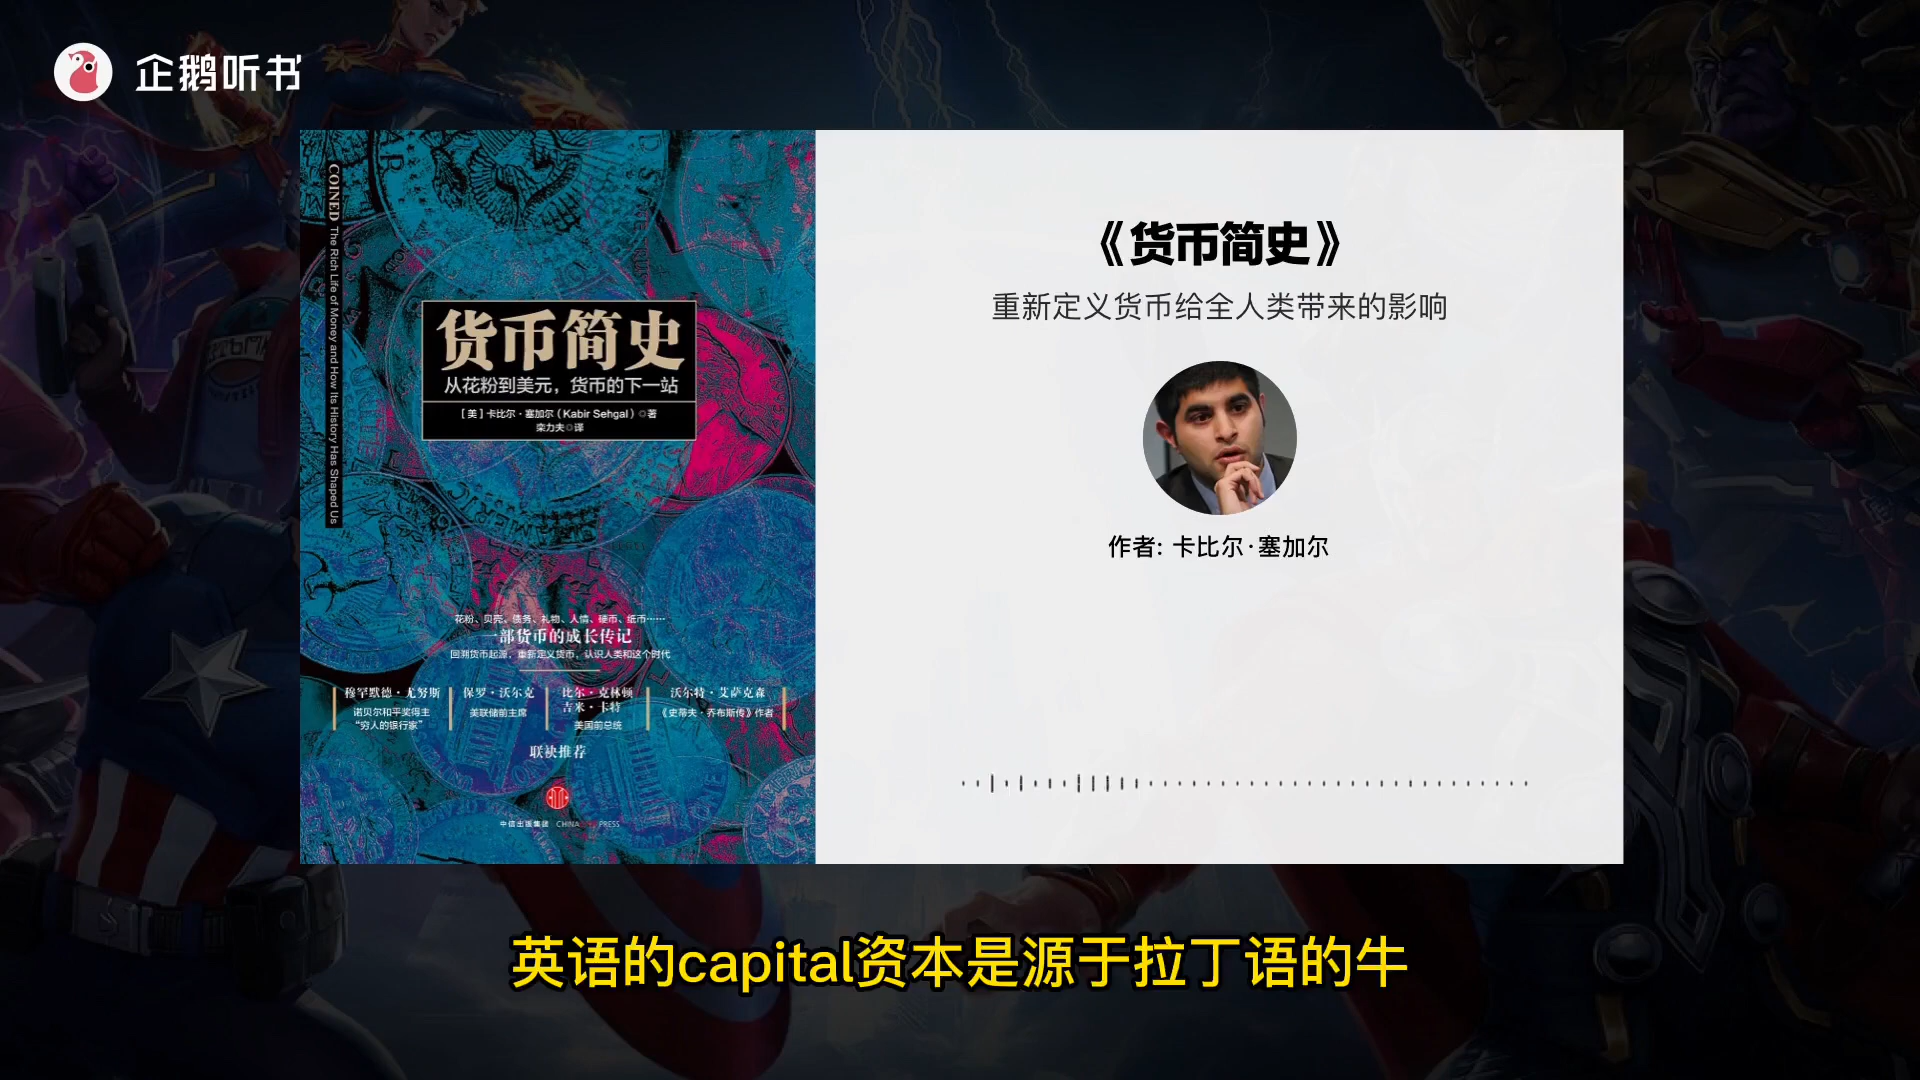 企鹅听书
COINED The Rich Life of Money and How Its History Has Shaped Us
货币简史
从花粉到美元，货币的下一站
［美］卡比尔·塞加尔（Kabir Sehgal）◎著
栾力夫◎译
花粉、贝壳、债务、礼物、人情、硬币、纸币……
一部货币的成长传记
回溯货币起源，重新定义货币，认识人类和这个时代
穆罕默德·尤努斯
诺贝尔和平奖得主
“穷人的银行家”
保罗·沃尔克
美联储前主席
比尔·克林顿
吉米·卡特
美国前总统
沃尔特·艾萨克森
《史蒂夫·乔布斯传》作者
联袂推荐
中信出版集团 CHINA PRESS
《货币简史》
重新定义货币给全人类带来的影响
作者: 卡比尔·塞加尔
英语的capital资本是源于拉丁语的牛